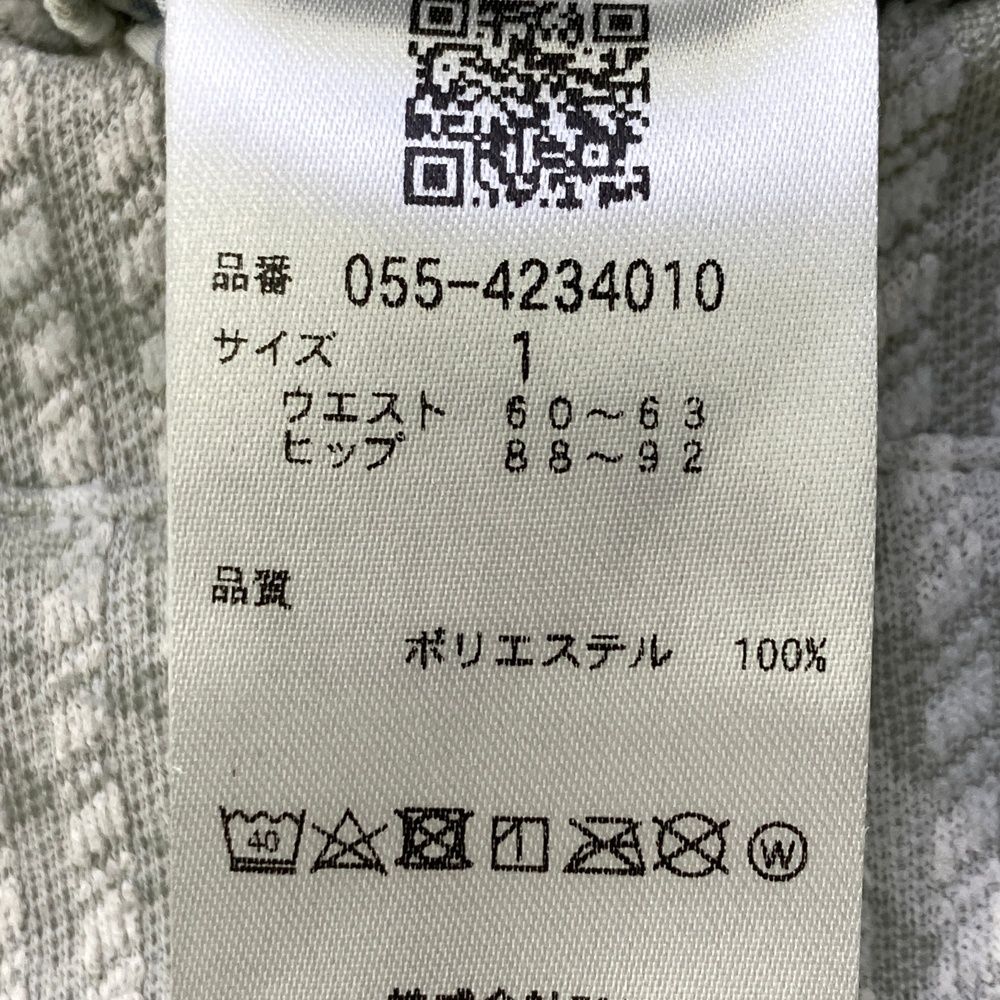 品番 055-4234010
サイズ 1
ウエスト 60～63
ヒップ 88～92
品質
ポリエステル 100%
40
W